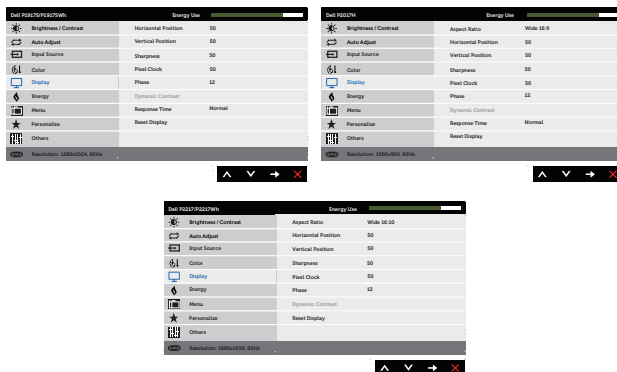 Dell P1917S/P1917SWh Energy Use
Brightness / Contrast Horizontal Position 50
Auto Adjust Vertical Position 50
Input Source Sharpness 50
Color Pixel Clock 50
Display Phase 12
Energy Dynamic Contrast
Menu Response Time Normal
Personalize Reset Display
Others
Resolution: 1280x1024, 60Hz
Dell P2017H Energy Use
Brightness / Contrast Aspect Ratio Wide 16:9
Auto Adjust Horizontal Position 50
Input Source Vertical Position 50
Color Sharpness 50
Display Pixel Clock 50
Energy Phase 12
Menu Dynamic Contrast
Personalize Response Time Normal
Others Reset Display
Resolution: 1600x900, 60Hz
Dell P2217/P2217Wh Energy Use
Brightness / Contrast Aspect Ratio Wide 16:10
Auto Adjust Horizontal Position 50
Input Source Vertical Position 50
Color Sharpness 50
Display Pixel Clock 50
Energy Phase 12
Menu Dynamic Contrast
Personalize Reset Display
Others
Resolution: 1680x1050, 60Hz